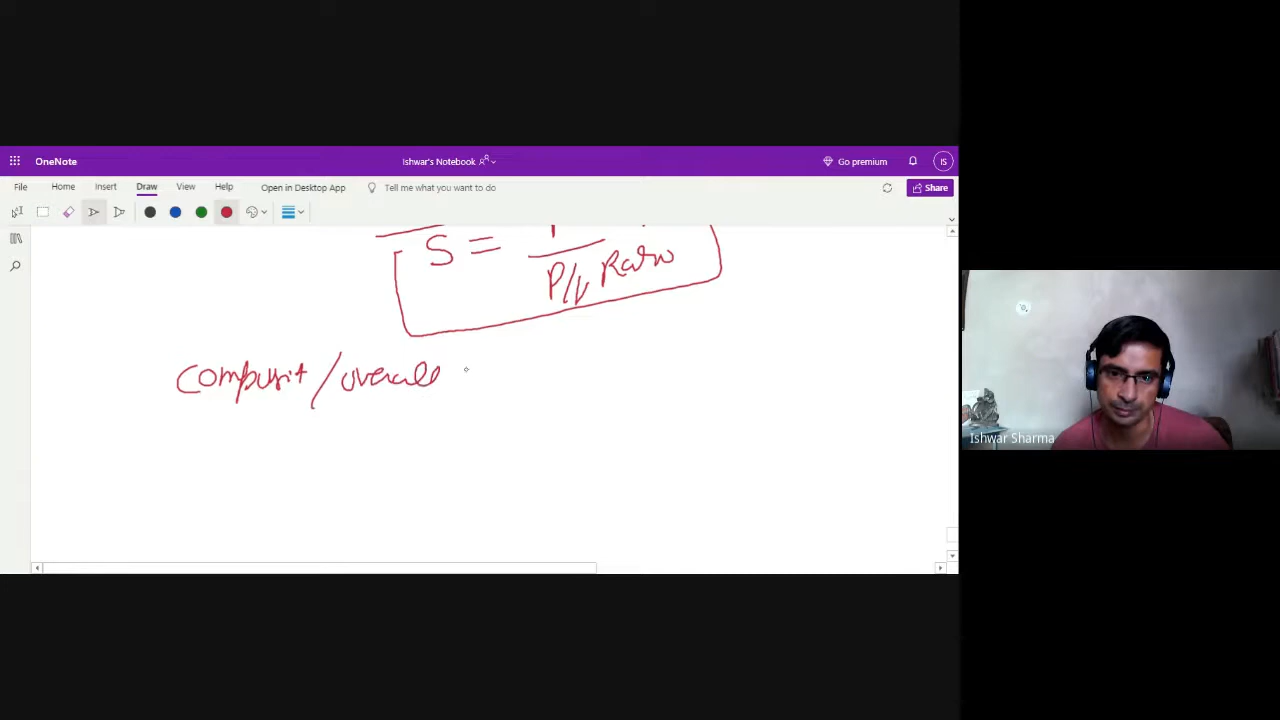 OneNote
Ishwar's Notebook
Go premium
IS
File
Home
Insert
Draw
View
Help
Open in Desktop App
Tell me what you want to do
Share
S =
P/V Ratio
Composit / overall
Ishwar Sharma